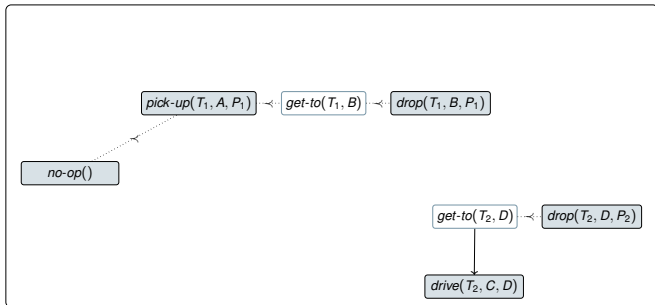 pick-up(T₁, A, P₁) ≺ get-to(T₁, B) ≺ drop(T₁, B, P₁)
≺
no-op()
get-to(T₂, D) ≺ drop(T₂, D, P₂)
drive(T₂, C, D)